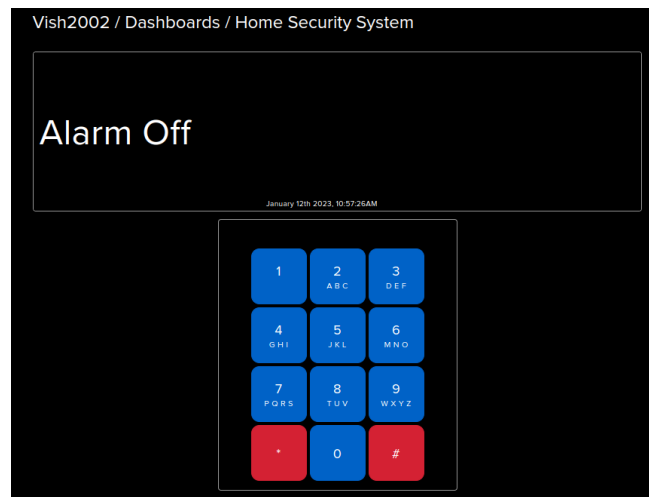 Vish2002 / Dashboards / Home Security System
Alarm Off
January 12th 2023, 10:57:26AM
1 2 3
ABC DEF
4 5 6
GHI JKL MNO
7 8 9
PQRS TUV WXYZ
* 0 #